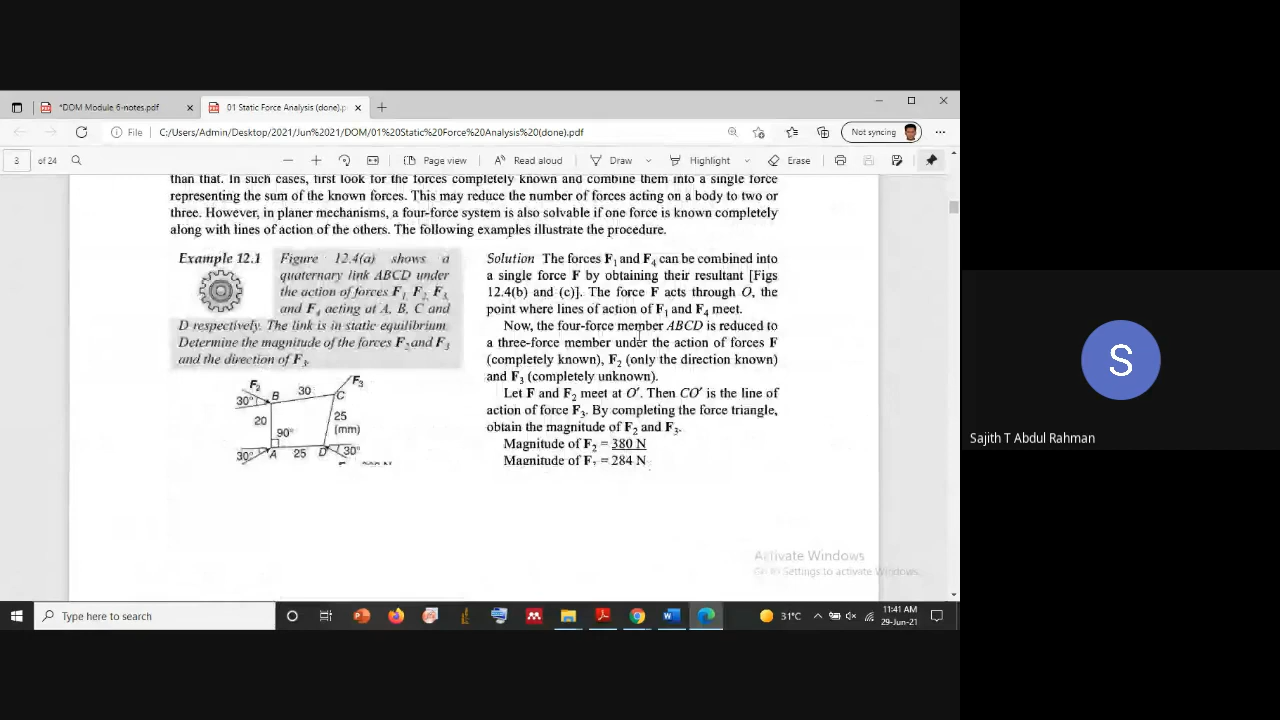 *DOM Module 6-notes.pdf
01 Static Force Analysis (done).p
File
C:/Users/Admin/Desktop/2021/Jun%2021/DOM/01%20Static%20Force%20Analysis%20(done).pdf
Not syncing
3 of 24
Page view
Read aloud
Draw
Highlight
Erase
than that. In such cases, first look for the forces completely known and combine them into a single force
representing the sum of the known forces. This may reduce the number of forces acting on a body to two or
three. However, in planer mechanisms, a four-force system is also solvable if one force is known completely
along with lines of action of the others. The following examples illustrate the procedure.
Example 12.1
Figure 12.4(a) shows a
quaternary link ABCD under
the action of forces F1, F2, F3,
and F4 acting at A, B, C and
D respectively. The link is in static equilibrium.
Determine the magnitude of the forces F2 and F3
and the direction of F3.
F2
B
30
C
F3
30°
20
25
(mm)
90°
30°
A
25
D
30°
Solution The forces F1 and F4 can be combined into
a single force F by obtaining their resultant [Figs
12.4(b) and (c)]. The force F acts through O, the
point where lines of action of F1 and F4 meet.
Now, the four-force member ABCD is reduced to
a three-force member under the action of forces F
(completely known), F2 (only the direction known)
and F3 (completely unknown).
Let F and F2 meet at O′. Then CO′ is the line of
action of force F3. By completing the force triangle,
obtain the magnitude of F2 and F3.
Magnitude of F2 = 380 N
Magnitude of F3 = 284 N
Activate Windows
Go to Settings to activate Windows.
S
Sajith T Abdul Rahman
Type here to search
31°C
11:41 AM
29-Jun-21